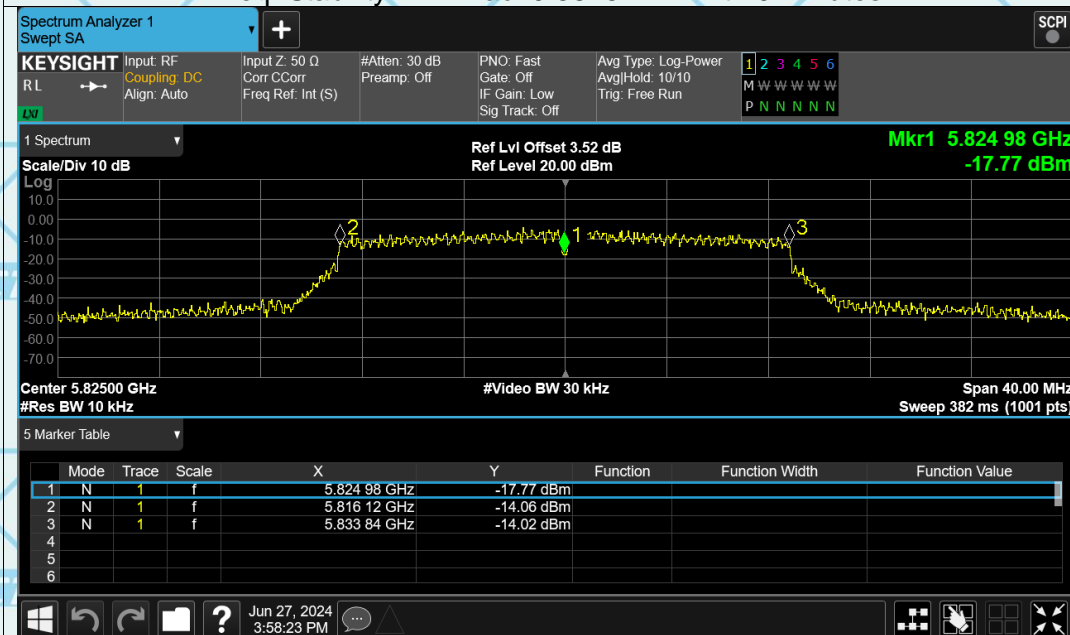 Spectrum Analyzer 1
Swept SA
+
SCPI
KEYSIGHT
RL
LXI
Input: RF
Coupling: DC
Align: Auto
Input Z: 50 Ω
Corr CCorr
Freq Ref: Int (S)
#Atten: 30 dB
Preamp: Off
PNO: Fast
Gate: Off
IF Gain: Low
Sig Track: Off
Avg Type: Log-Power
Avg|Hold: 10/10
Trig: Free Run
1 2 3 4 5 6
M W W W W W
P N N N N N
1 Spectrum
Scale/Div 10 dB
Ref Lvl Offset 3.52 dB
Ref Level 20.00 dBm
Mkr1 5.824 98 GHz
-17.77 dBm
Log
10.0
0.00
-10.0
-20.0
-30.0
-40.0
-50.0
-60.0
-70.0
2
1
3
Center 5.82500 GHz
#Video BW 30 kHz
Span 40.00 MHz
#Res BW 10 kHz
Sweep 382 ms (1001 pts)
5 Marker Table
Mode Trace Scale X Y Function Function Width Function Value
1 N 1 f 5.824 98 GHz -17.77 dBm
2 N 1 f 5.816 12 GHz -14.06 dBm
3 N 1 f 5.833 84 GHz -14.02 dBm
4
5
6
?
Jun 27, 2024
3:58:23 PM